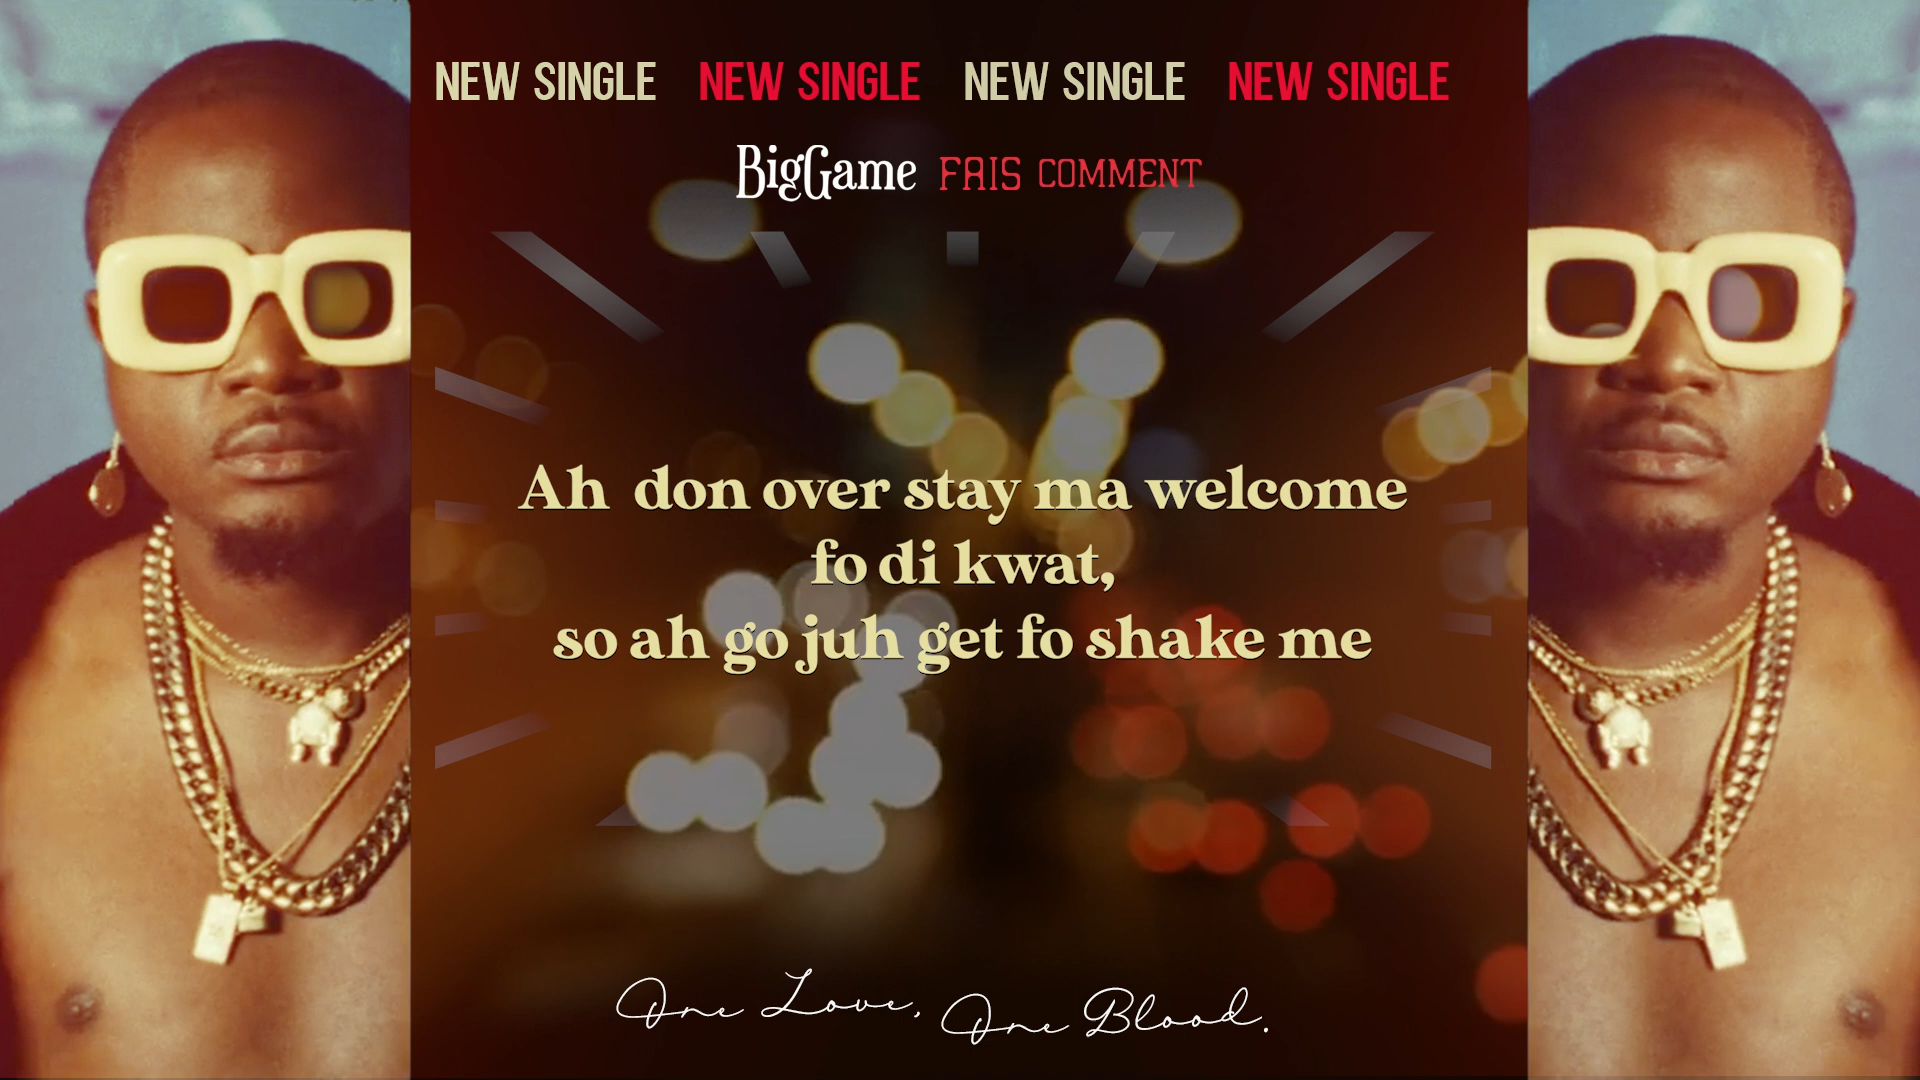 NEW SINGLE NEW SINGLE NEW SINGLE NEW SINGLE
BigGame FAIS COMMENT
Ah don over stay ma welcome
fo di kwat,
so ah go juh get fo shake me
One Love, One Blood.